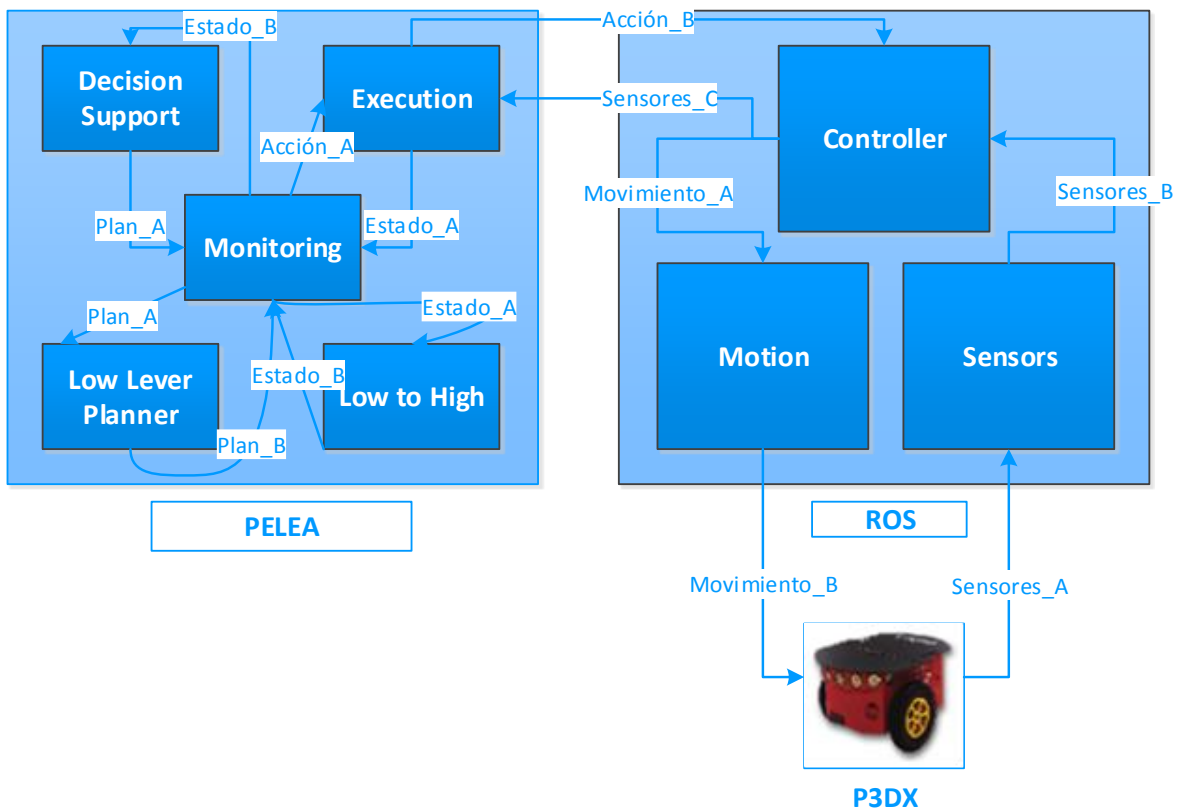 Estado_B
Acción_B
Decision
Support
Execution
Sensores_C
Controller
Acción_A
Movimiento_A
Sensores_B
Plan_A
Monitoring
Estado_A
Plan_A
Estado_A
Low Lever
Planner
Estado_B
Low to High
Motion
Sensors
Plan_B
PELEA
ROS
Movimiento_B
Sensores_A
P3DX